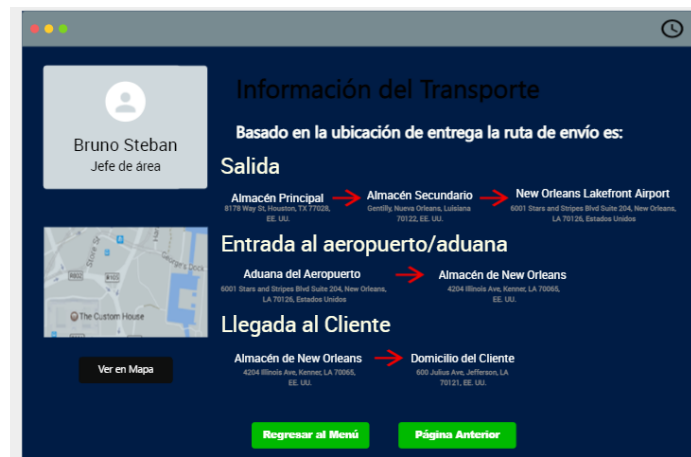 Información del Transporte
Bruno Steban
Jefe de área
Basado en la ubicación de entrega la ruta de envío es:
Salida
Almacén Principal
8178 Way St, Houston, TX 77028,
EE. UU.
Almacén Secundario
Gentilly, Nueva Orleans, Luisiana
70122, EE. UU.
New Orleans Lakefront Airport
6001 Stars and Stripes Blvd Suite 204, New Orleans,
LA 70126, Estados Unidos
Entrada al aeropuerto/aduana
Aduana del Aeropuerto
6001 Stars and Stripes Blvd Suite 204, New Orleans,
LA 70126, Estados Unidos
Almacén de New Orleans
4204 Illinois Ave, Kenner, LA 70065,
EE. UU.
Llegada al Cliente
Almacén de New Orleans
4204 Illinois Ave, Kenner, LA 70065,
EE. UU.
Domicilio del Cliente
600 Julius Ave, Jefferson, LA
70121, EE. UU.
Store St
George's Dock
R802
The Custom House
Ver en Mapa
Regresar al Menú
Página Anterior